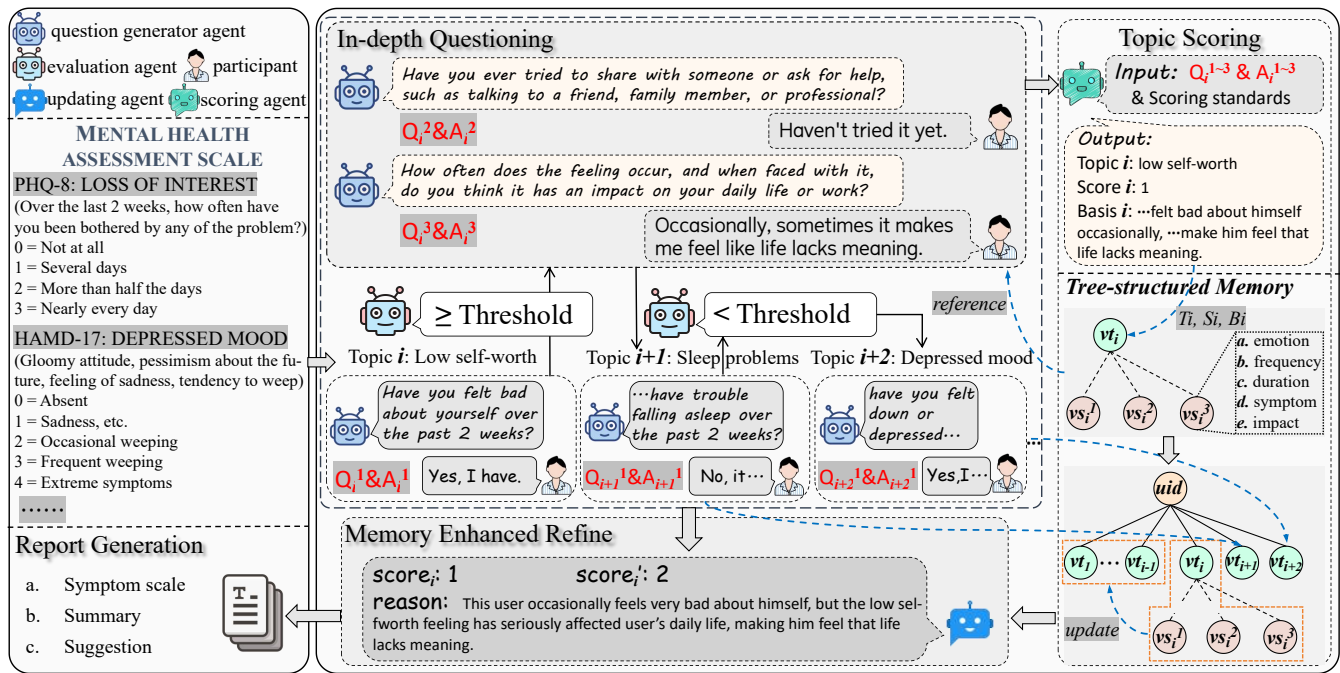 question generator agent
evaluation agent
participant
updating agent
scoring agent
MENTAL HEALTH
ASSESSMENT SCALE
PHQ-8: LOSS OF INTEREST
(Over the last 2 weeks, how often have
you been bothered by any of the problem?)
0 = Not at all
1 = Several days
2 = More than half the days
3 = Nearly every day
HAMD-17: DEPRESSED MOOD
(Gloomy attitude, pessimism about the fu-
ture, feeling of sadness, tendency to weep)
0 = Absent
1 = Sadness, etc.
2 = Occasional weeping
3 = Frequent weeping
4 = Extreme symptoms
......
Report Generation
a. Symptom scale
b. Summary
c. Suggestion
In-depth Questioning
Have you ever tried to share with someone or ask for help,
such as talking to a friend, family member, or professional?
Qi²&Ai²
Haven't tried it yet.
How often does the feeling occur, and when faced with it,
do you think it has an impact on your daily life or work?
Qi³&Ai³
Occasionally, sometimes it makes
me feel like life lacks meaning.
≥ Threshold
< Threshold
reference
Topic i: Low self-worth
Topic i+1: Sleep problems
Topic i+2: Depressed mood
Have you felt bad
about yourself over
the past 2 weeks?
Qi¹&Ai¹
Yes, I have.
···have trouble
falling asleep over
the past 2 weeks?
Qi+1¹&Ai+1¹
No, it···
have you felt
down or
depressed···
Qi+2¹&Ai+2¹
Yes,I···
...
Memory Enhanced Refine
scorei: 1
scorei': 2
reason: This user occasionally feels very bad about himself, but the low sel-
fworth feeling has seriously affected user's daily life, making him feel that life
lacks meaning.
Topic Scoring
Input: Qi¹~³ & Ai¹~³
& Scoring standards
Output:
Topic i: low self-worth
Score i: 1
Basis i: ···felt bad about himself
occasionally, ···make him feel that
life lacks meaning.
Tree-structured Memory
Ti, Si, Bi
vti
a. emotion
b. frequency
c. duration
d. symptom
e. impact
vsi¹
vsi²
vsi³
uid
vt1
···
vti-1
vti
vti+1
vti+2
update
vsi¹
vsi²
vsi³
T-